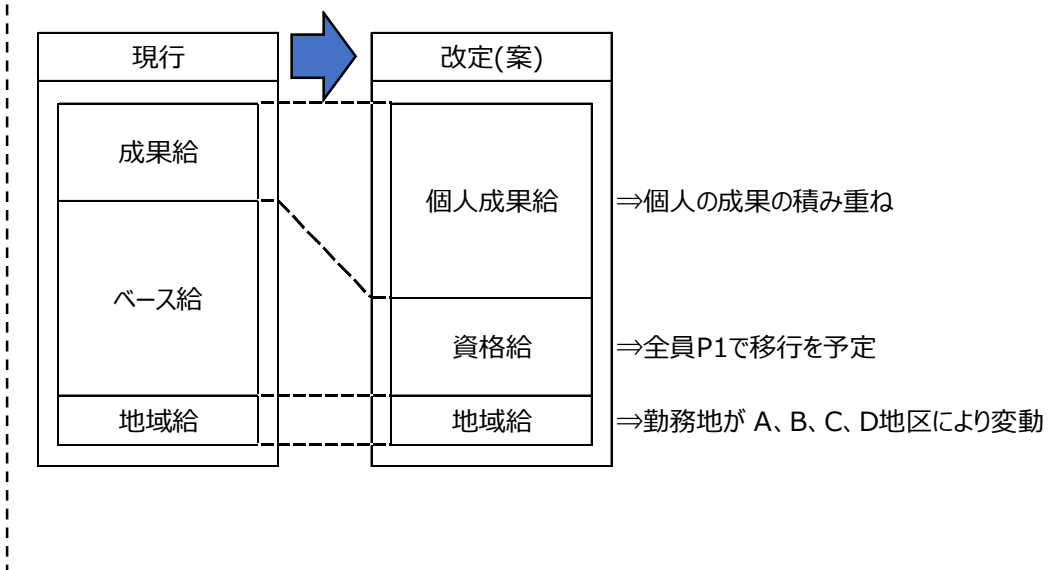 現行
改定(案)
成果給
ベース給
地域給
個人成果給
⇒個人の成果の積み重ね
資格給
⇒全員P1で移行を予定
地域給
⇒勤務地が A、B、C、D地区により変動